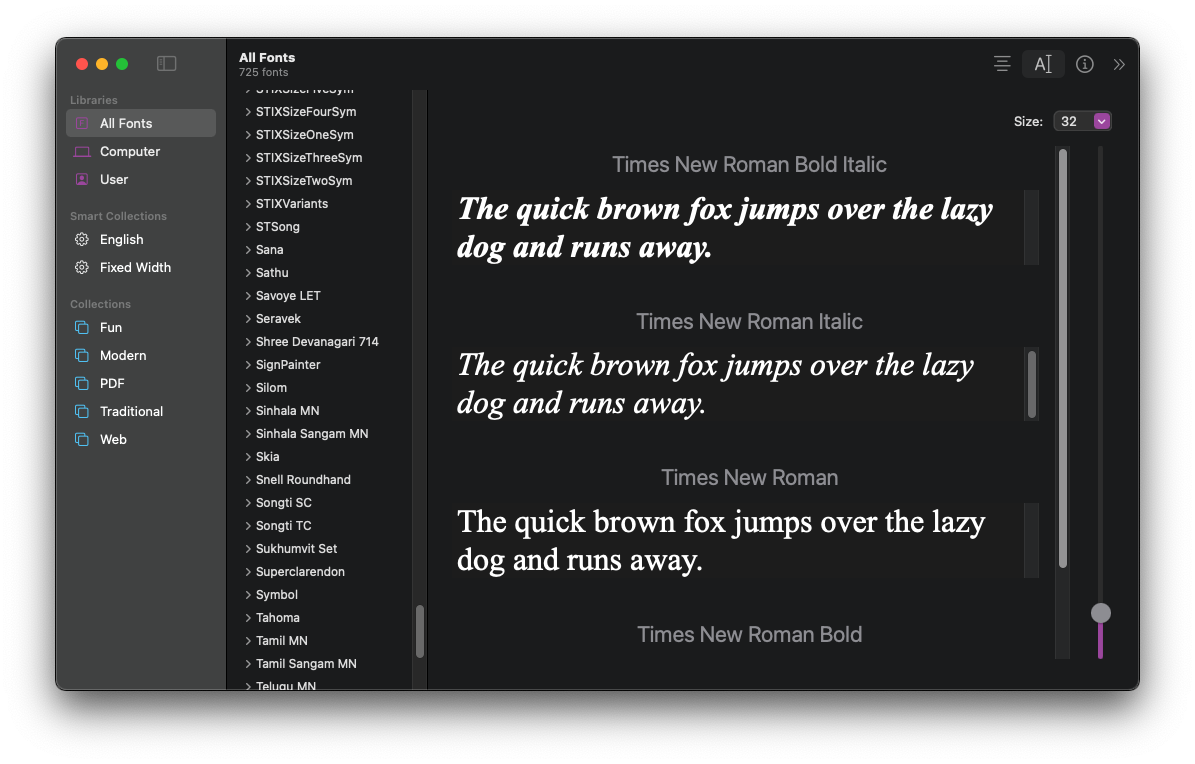 All Fonts
725 fonts
Libraries
All Fonts
Computer
User
Smart Collections
English
Fixed Width
Collections
Fun
Modern
PDF
Traditional
Web
STIXSizeFiveSym
STIXSizeFourSym
STIXSizeOneSym
STIXSizeThreeSym
STIXSizeTwoSym
STIXVariants
STSong
Sana
Sathu
Savoye LET
Seravek
Shree Devanagari 714
SignPainter
Silom
Sinhala MN
Sinhala Sangam MN
Skia
Snell Roundhand
Songti SC
Songti TC
Sukhumvit Set
Superclarendon
Symbol
Tahoma
Tamil MN
Tamil Sangam MN
Telugu MN
Size: 32
Times New Roman Bold Italic
The quick brown fox jumps over the lazy
dog and runs away.
Times New Roman Italic
The quick brown fox jumps over the lazy
dog and runs away.
Times New Roman
The quick brown fox jumps over the lazy
dog and runs away.
Times New Roman Bold